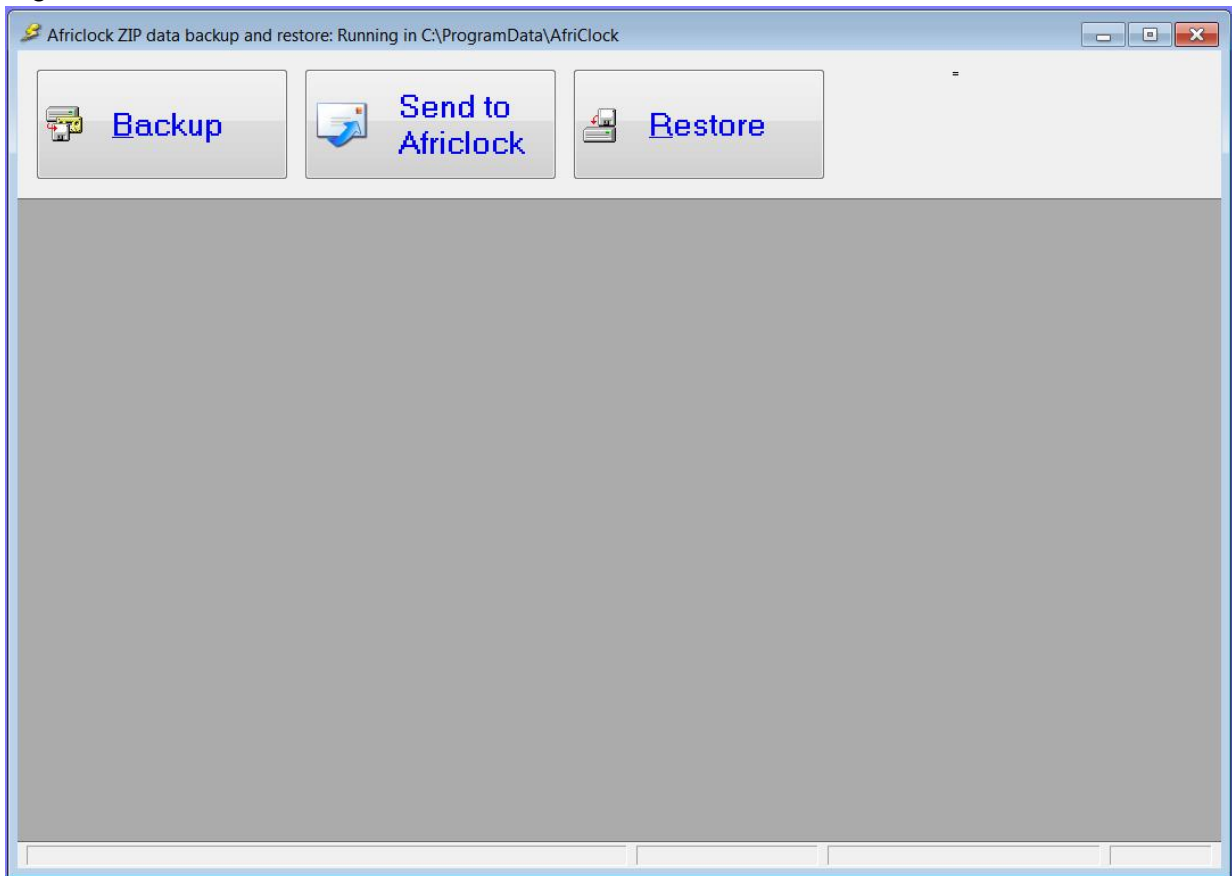 Africlock ZIP data backup and restore: Running in C:\ProgramData\AfriClock
Backup
Send to
Africlock
Restore
=